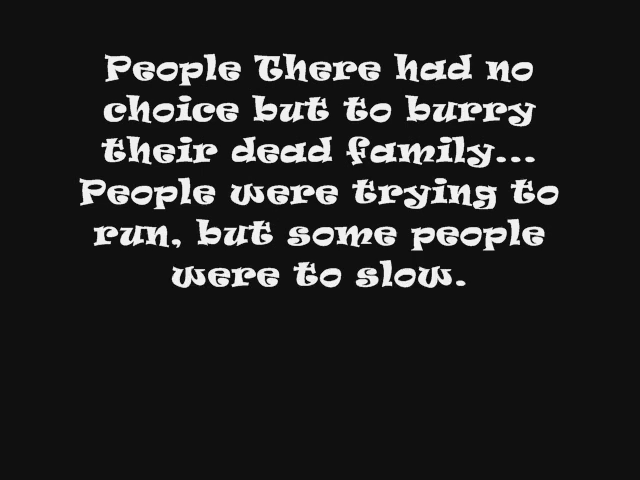 People There had no
choice but to burry
their dead family...
People were trying to
run, but some people
were to slow.